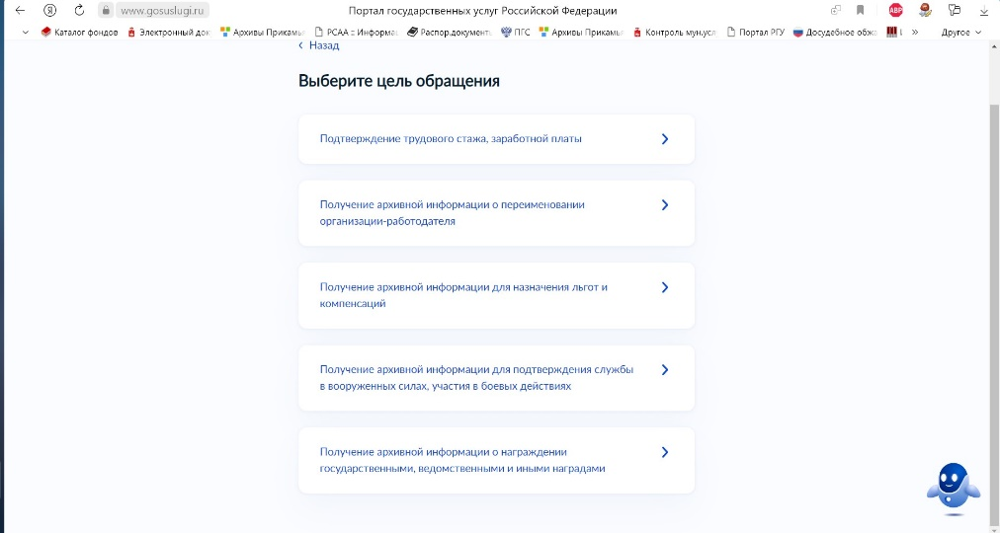 www.gosuslugi.ru Портал государственных услуг Российской Федерации ABP
Каталог фондов Электронный док Архивы Прикамь РСАА :: Информац Распор.документ ПГС Архивы Прикамь Контроль мун.усл Портал РГУ Досудебное обжа » Другое
Назад
Выберите цель обращения
Подтверждение трудового стажа, заработной платы
Получение архивной информации о переименовании
организации-работодателя
Получение архивной информации для назначения льгот и
компенсаций
Получение архивной информации для подтверждения службы
в вооруженных силах, участия в боевых действиях
Получение архивной информации о награждении
государственными, ведомственными и иными наградами